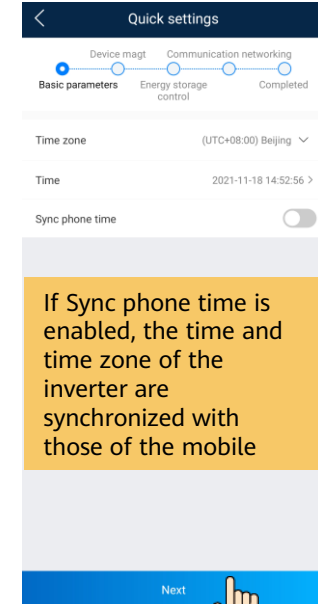 Quick settings
Device magt Communication networking
Basic parameters Energy storage control Completed
Time zone (UTC+08:00) Beijing
Time 2021-11-18 14:52:56 >
Sync phone time
If Sync phone time is
enabled, the time and
time zone of the
inverter are
synchronized with
those of the mobile
Next